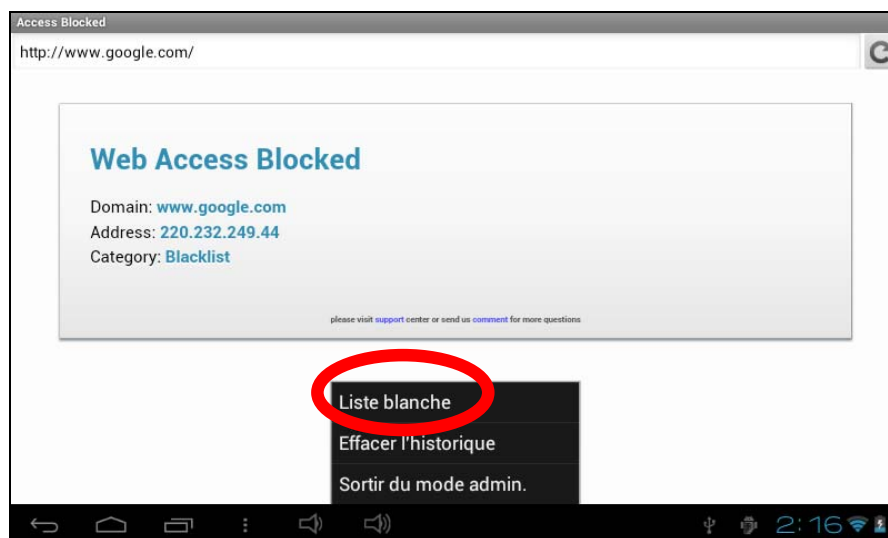 Access Blocked
http://www.google.com/
Web Access Blocked
Domain: www.google.com
Address: 220.232.249.44
Category: Blacklist
please visit support center or send us comment for more questions
Liste blanche
Effacer l'historique
Sortir du mode admin.
2:16